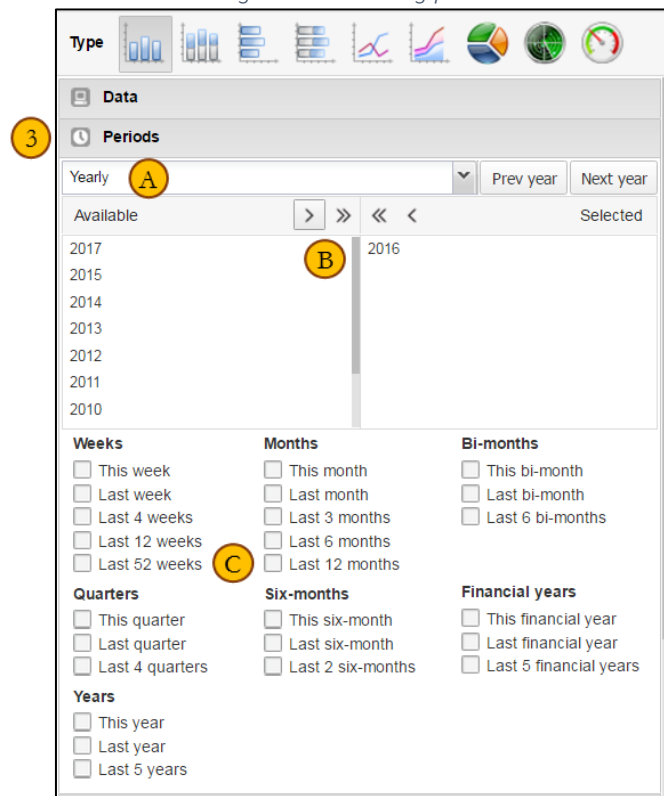 Type
Data
3 Periods
Yearly A Prev year Next year
Available > >> << < Selected
B
2017 2016
2015
2014
2013
2012
2011
2010
Weeks Months Bi-months
This week This month This bi-month
Last week Last month Last bi-month
Last 4 weeks Last 3 months Last 6 bi-months
Last 12 weeks Last 6 months
Last 52 weeks C Last 12 months
Quarters Six-months Financial years
This quarter This six-month This financial year
Last quarter Last six-month Last financial year
Last 4 quarters Last 2 six-months Last 5 financial years
Years
This year
Last year
Last 5 years